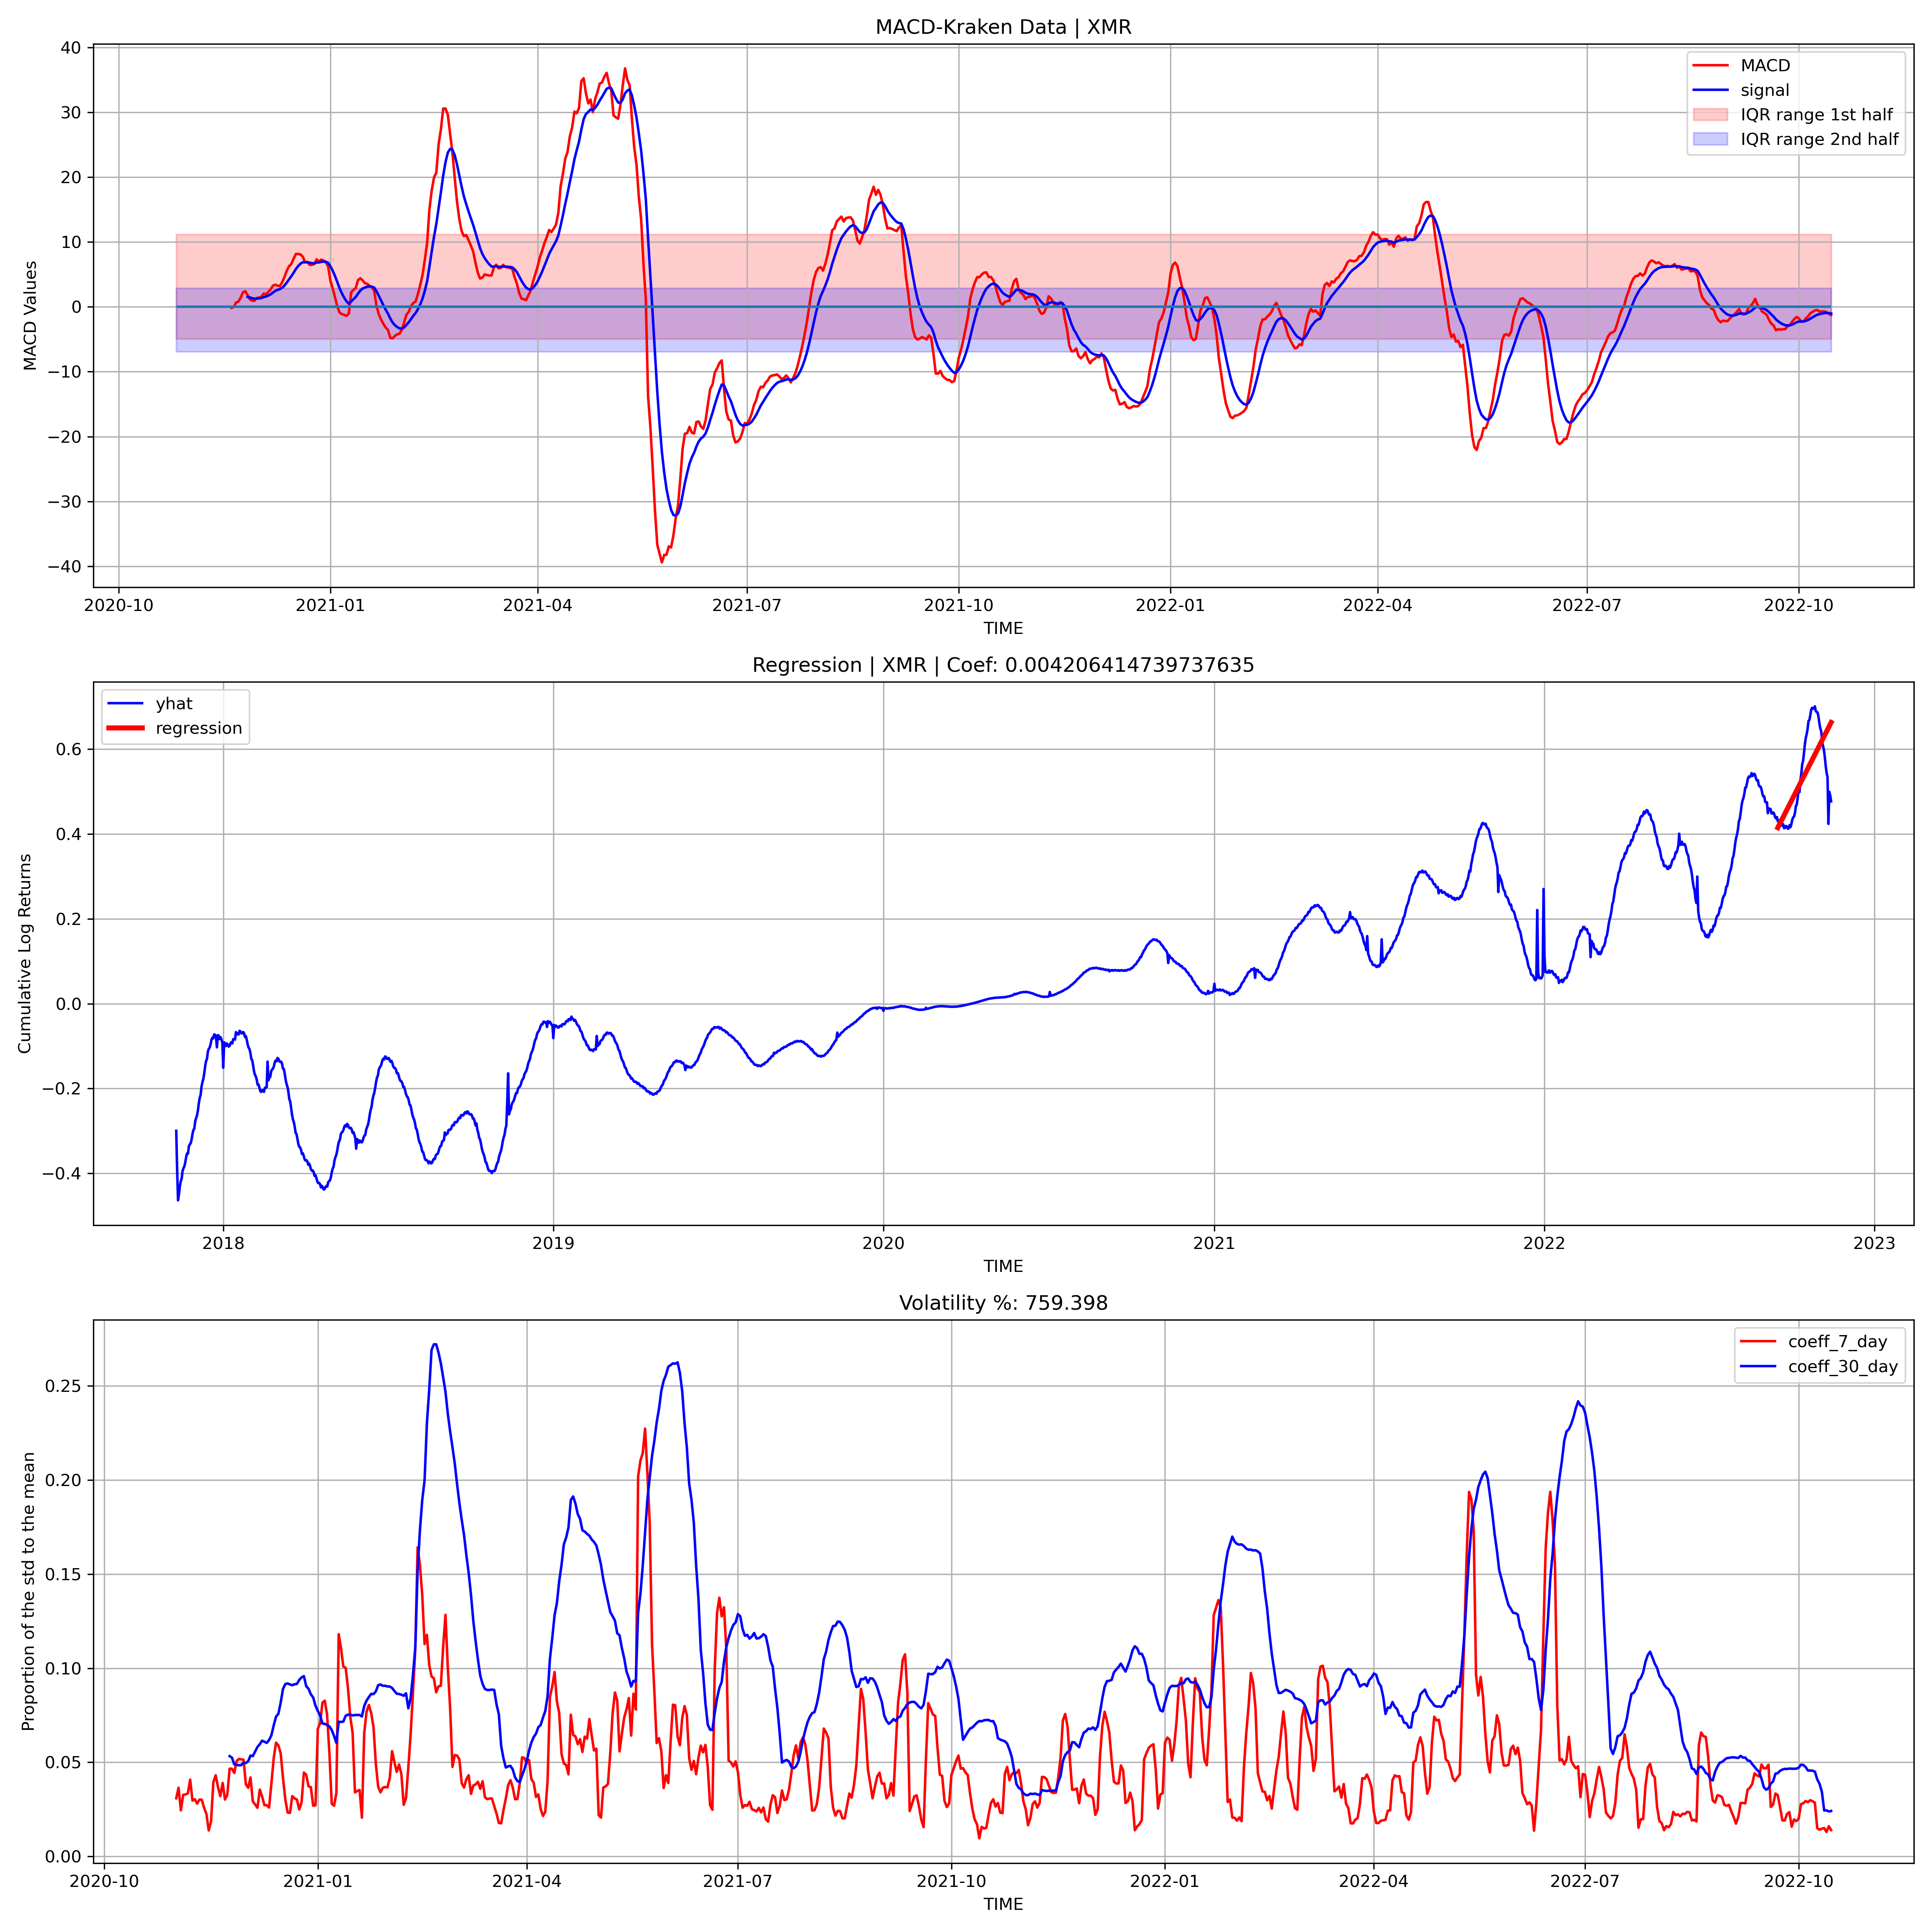 MACD-Kraken Data | XMR
MACD
signal
IQR range 1st half
IQR range 2nd half
MACD Values
40
30
20
10
0
−10
−20
−30
−40
2020-10 2021-01 2021-04 2021-07 2021-10 2022-01 2022-04 2022-07 2022-10
TIME
Regression | XMR | Coef: 0.004206414739737635
yhat
regression
Cumulative Log Returns
0.6
0.4
0.2
0.0
−0.2
−0.4
2018 2019 2020 2021 2022 2023
TIME
Volatility %: 759.398
coeff_7_day
coeff_30_day
Proportion of the std to the mean
0.25
0.20
0.15
0.10
0.05
0.00
2020-10 2021-01 2021-04 2021-07 2021-10 2022-01 2022-04 2022-07 2022-10
TIME